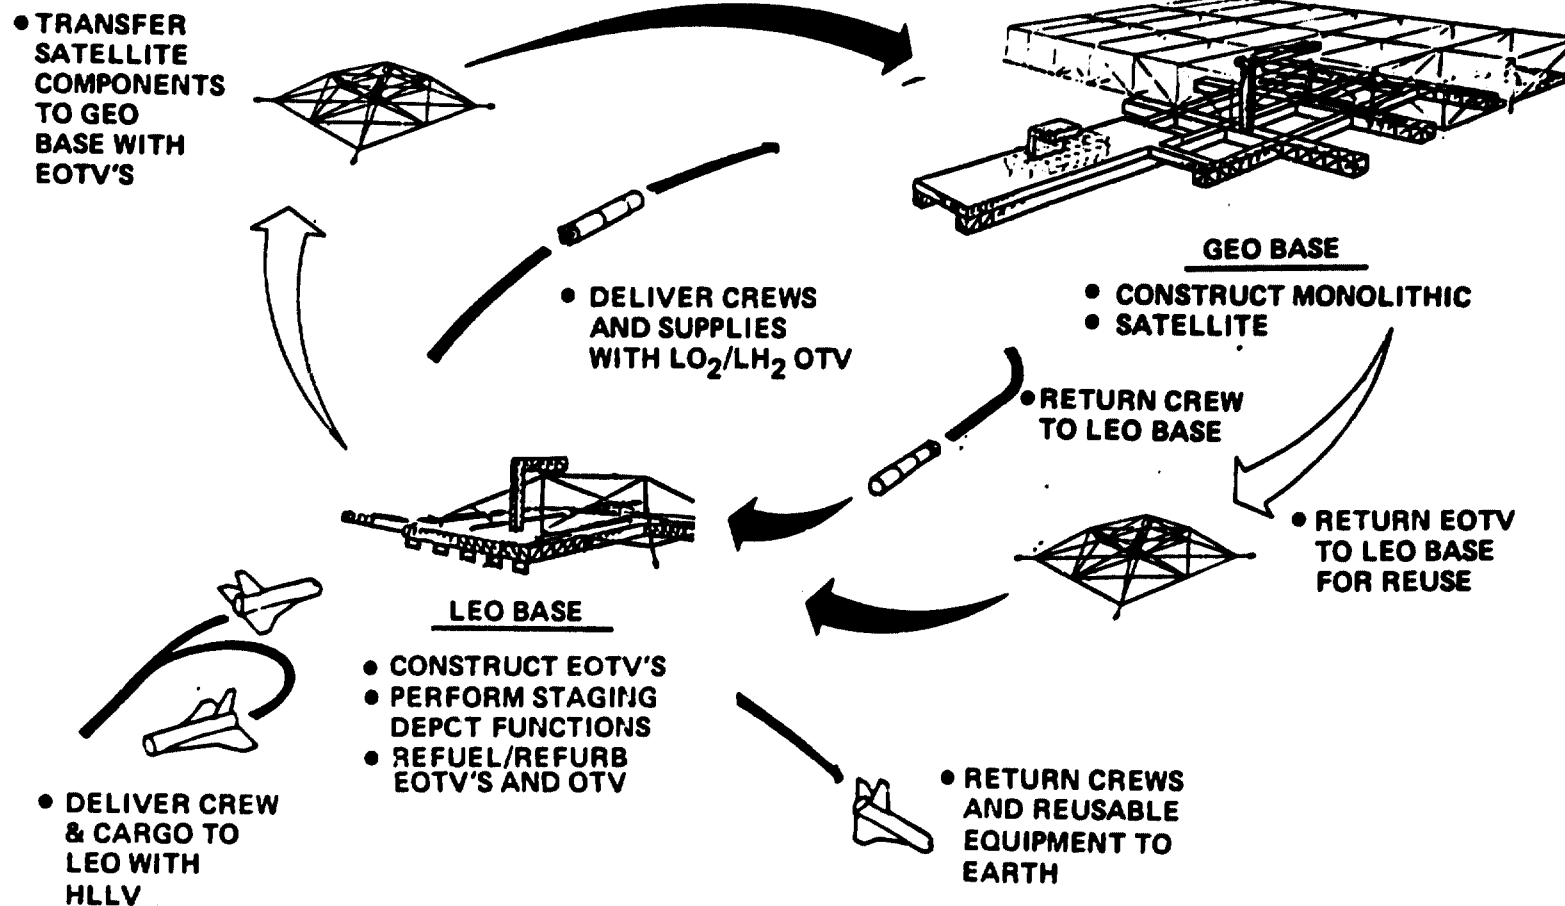 ● TRANSFER
SATELLITE
COMPONENTS
TO GEO
BASE WITH
EOTV'S
● DELIVER CREWS
AND SUPPLIES
WITH LO2/LH2 OTV
GEO BASE
● CONSTRUCT MONOLITHIC
● SATELLITE
● RETURN CREW
TO LEO BASE
● RETURN EOTV
TO LEO BASE
FOR REUSE
LEO BASE
● CONSTRUCT EOTV'S
● PERFORM STAGING
DEPCT FUNCTIONS
● REFUEL/REFURB
EOTV'S AND OTV
● DELIVER CREW
& CARGO TO
LEO WITH
HLLV
● RETURN CREWS
AND REUSABLE
EQUIPMENT TO
EARTH